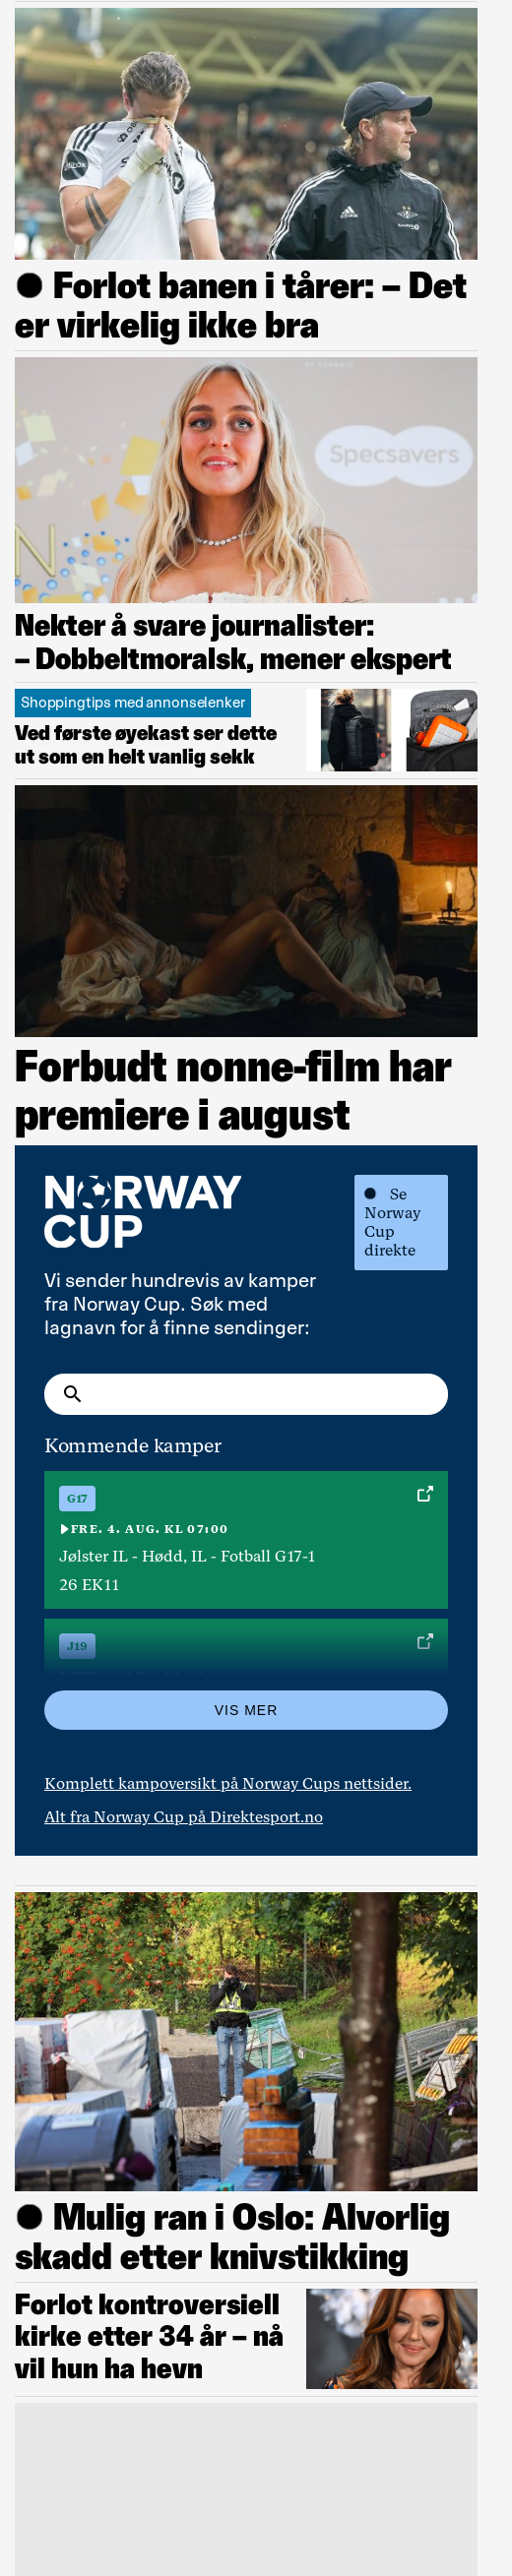 Forlot banen i tårer: – Det
er virkelig ikke bra
Specsavers
Nekter å svare journalister:
– Dobbeltmoralsk, mener ekspert
Shoppingtips med annonselenker
Ved første øyekast ser dette
ut som en helt vanlig sekk
Forbudt nonne-film har
premiere i august
NORWAY
CUP
Se
Norway
Cup
direkte
Vi sender hundrevis av kamper
fra Norway Cup. Søk med
lagnavn for å finne sendinger:
Kommende kamper
G17
FRE. 4. AUG. KL 07:00
Jølster IL - Hødd, IL - Fotball G17-1
26 EK11
J19
VIS MER
Komplett kampoversikt på Norway Cups nettsider.
Alt fra Norway Cup på Direktesport.no
Mulig ran i Oslo: Alvorlig
skadd etter knivstikking
Forlot kontroversiell
kirke etter 34 år – nå
vil hun ha hevn